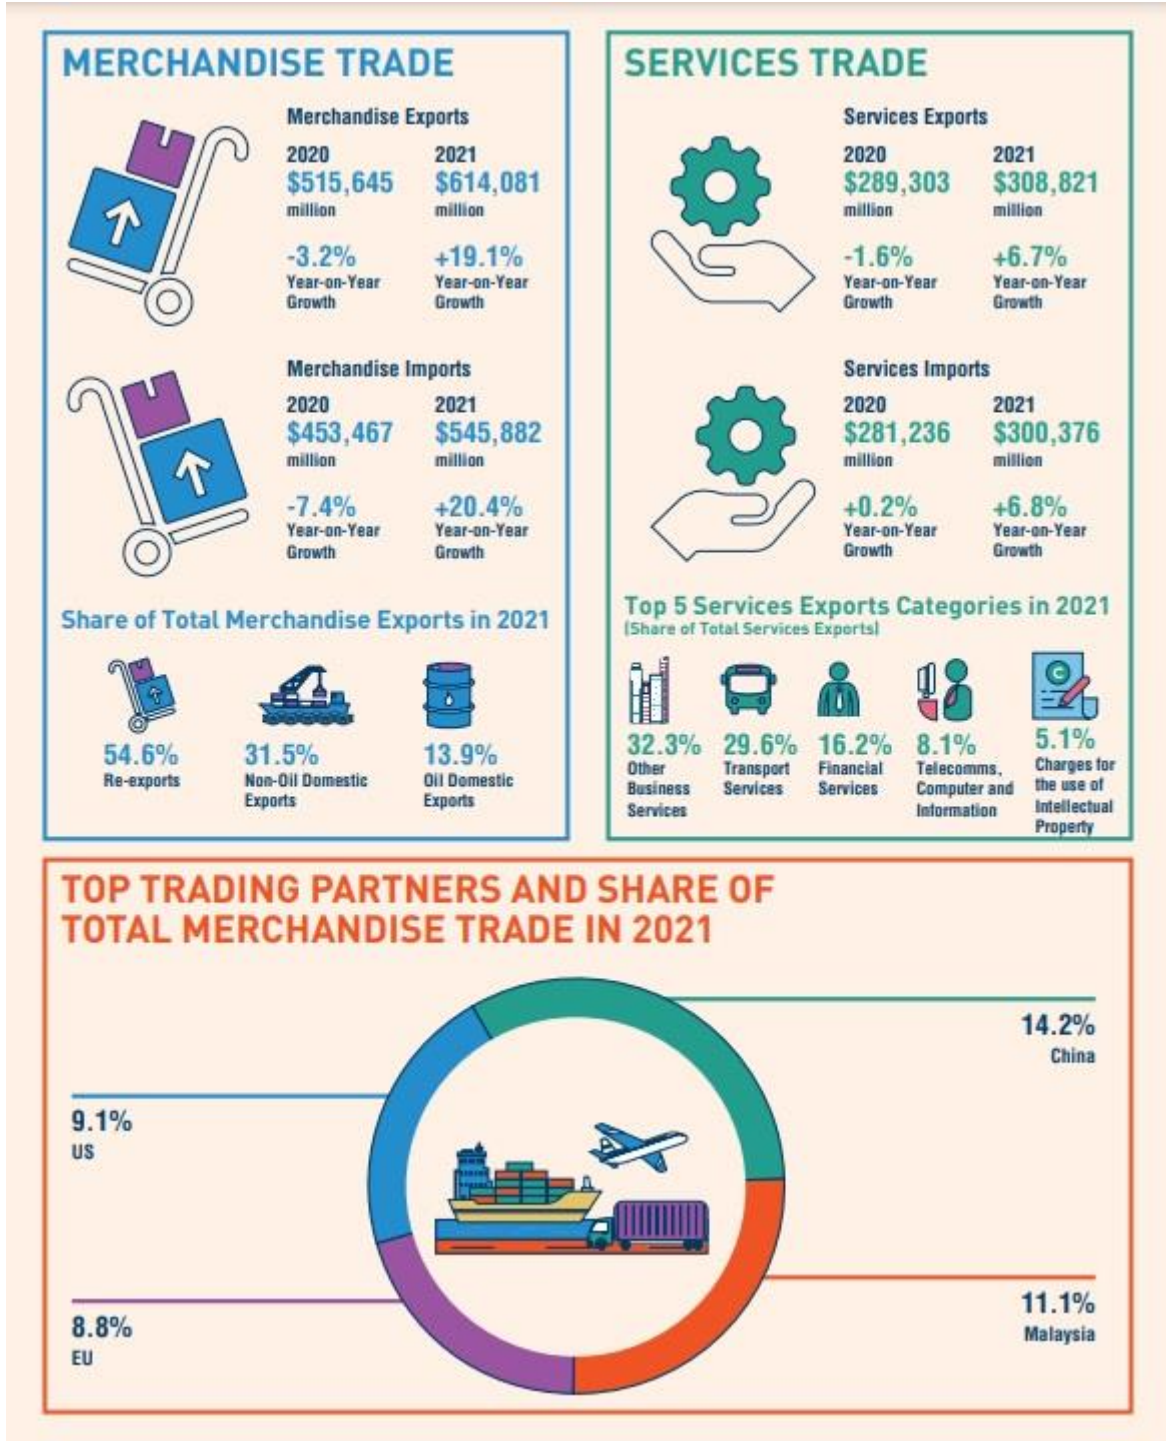 MERCHANDISE TRADE
Merchandise Exports
2020 2021
$515,645 $614,081
million million
-3.2% +19.1%
Year-on-Year Year-on-Year
Growth Growth
Merchandise Imports
2020 2021
$453,467 $545,882
million million
-7.4% +20.4%
Year-on-Year Year-on-Year
Growth Growth
Share of Total Merchandise Exports in 2021
54.6% 31.5% 13.9%
Re-exports Non-Oil Domestic Oil Domestic
Exports Exports
SERVICES TRADE
Services Exports
2020 2021
$289,303 $308,821
million million
-1.6% +6.7%
Year-on-Year Year-on-Year
Growth Growth
Services Imports
2020 2021
$281,236 $300,376
million million
+0.2% +6.8%
Year-on-Year Year-on-Year
Growth Growth
Top 5 Services Exports Categories in 2021
(Share of Total Services Exports)
C
32.3% 29.6% 16.2% 8.1% 5.1%
Other Transport Financial Telecomms, Charges for
Business Services Services Computer and the use of
Services Information Intellectual
Property
TOP TRADING PARTNERS AND SHARE OF
TOTAL MERCHANDISE TRADE IN 2021
14.2%
China
9.1%
US
11.1%
Malaysia
8.8%
EU